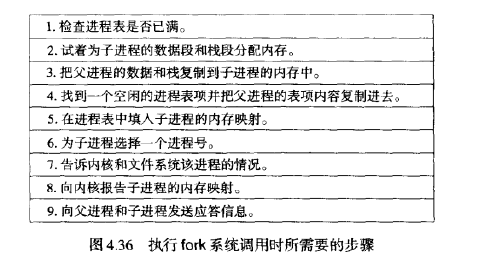 1. 检查进程表是否已满。
2. 试着为子进程的数据段和栈段分配内存。
3. 把父进程的数据和栈复制到子进程的内存中。
4. 找到一个空闲的进程表项并把父进程的表项内容复制进去。
5. 在进程表中填入子进程的内存映射。
6. 为子进程选择一个进程号。
7. 告诉内核和文件系统该进程的情况。
8. 向内核报告子进程的内存映射。
9. 向父进程和子进程发送应答信息。
图 4.36 执行 fork 系统调用时所需要的步骤